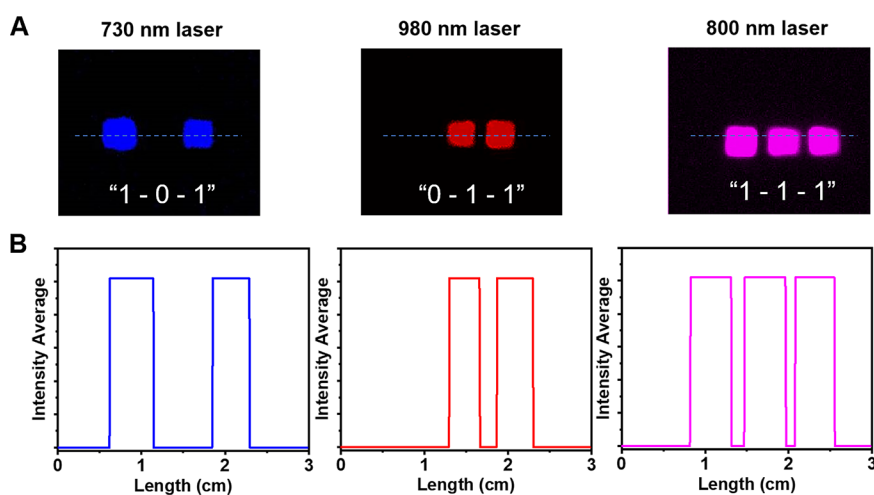 A
730 nm laser
980 nm laser
800 nm laser
“1 - 0 - 1”
“0 - 1 - 1”
“1 - 1 - 1”
B
Intensity Average
0 1 2 3
Length (cm)
Intensity Average
0 1 2 3
Length (cm)
Intensity Average
0 1 2 3
Length (cm)